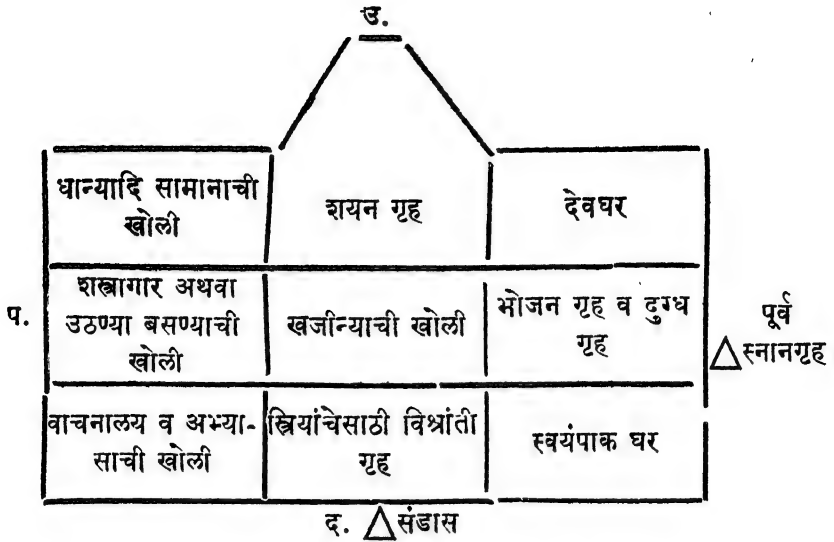 उ.
धान्यादि सामानाची
खोली
शयन गृह
देवघर
प.
शस्त्रागार अथवा
उठण्या बसण्याची
खोली
खजीन्याची खोली
भोजन गृह व दुग्ध
गृह
पूर्व
△स्नानगृह
वाचनालय व अभ्या-
साची खोली
स्त्रियांचेसाठी विश्रांती
गृह
स्वयंपाक घर
द. △संडास